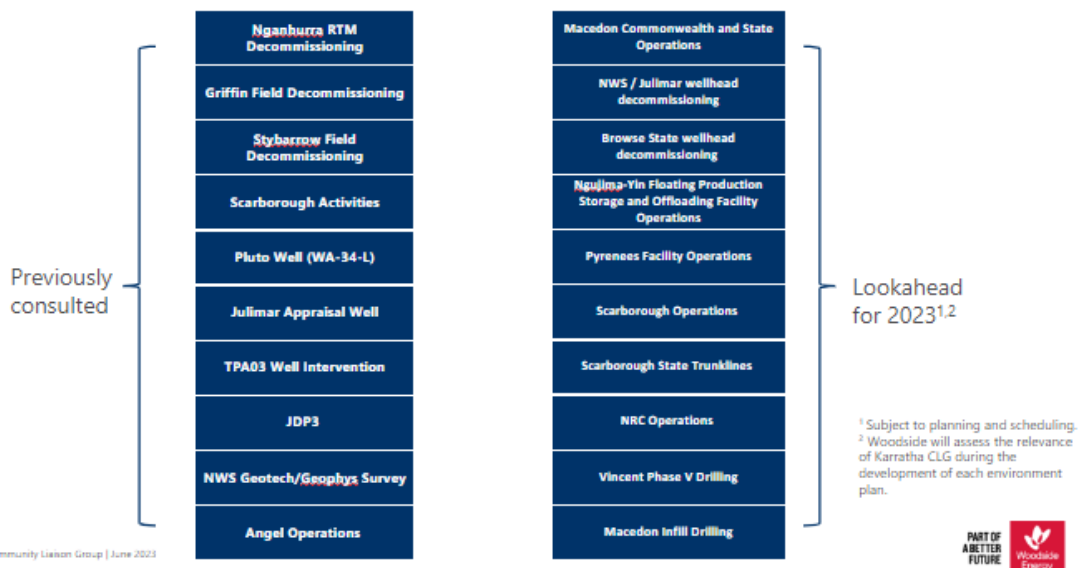 Previously
consulted
Nganhurra RTM
Decommissioning
Griffin Field Decommissioning
Stybarrow Field
Decommissioning
Scarborough Activities
Pluto Well (WA-34-L)
Julimar Appraisal Well
TPA03 Well Intervention
JDP3
NWS Geotech/Geophys Survey
Angel Operations
Macedon Commonwealth and State
Operations
NWS / Julimar wellhead
decommissioning
Browse State wellhead
decommissioning
Ngujima-Yin Floating Production
Storage and Offloading Facility
Operations
Pyrenees Facility Operations
Scarborough Operations
Scarborough State Trunklines
NRC Operations
Vincent Phase V Drilling
Macedon Infill Drilling
Lookahead
for 2023¹,²
¹ Subject to planning and scheduling.
² Woodside will assess the relevance
of Karratha CLG during the
development of each environment
plan.
Liaison Group | June 2023
PART OF
A BETTER
FUTURE
Woodside
Energy